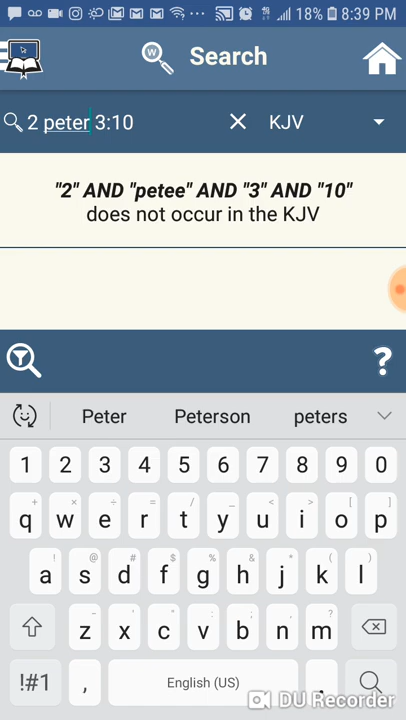 18% 8:39 PM
W Search
2 peter 3:10 KJV
"2" AND "petee" AND "3" AND "10"
does not occur in the KJV
?
Peter Peterson peters
1 2 3 4 5 6 7 8 9 0
+ × ÷ = / _ < > [ ]
q w e r t y u i o p
! @ # $ % ^ & * ( )
a s d f g h j k l
- ' " : ; , ?
z x c v b n m
!#1 , English (US) .
DU Recorder